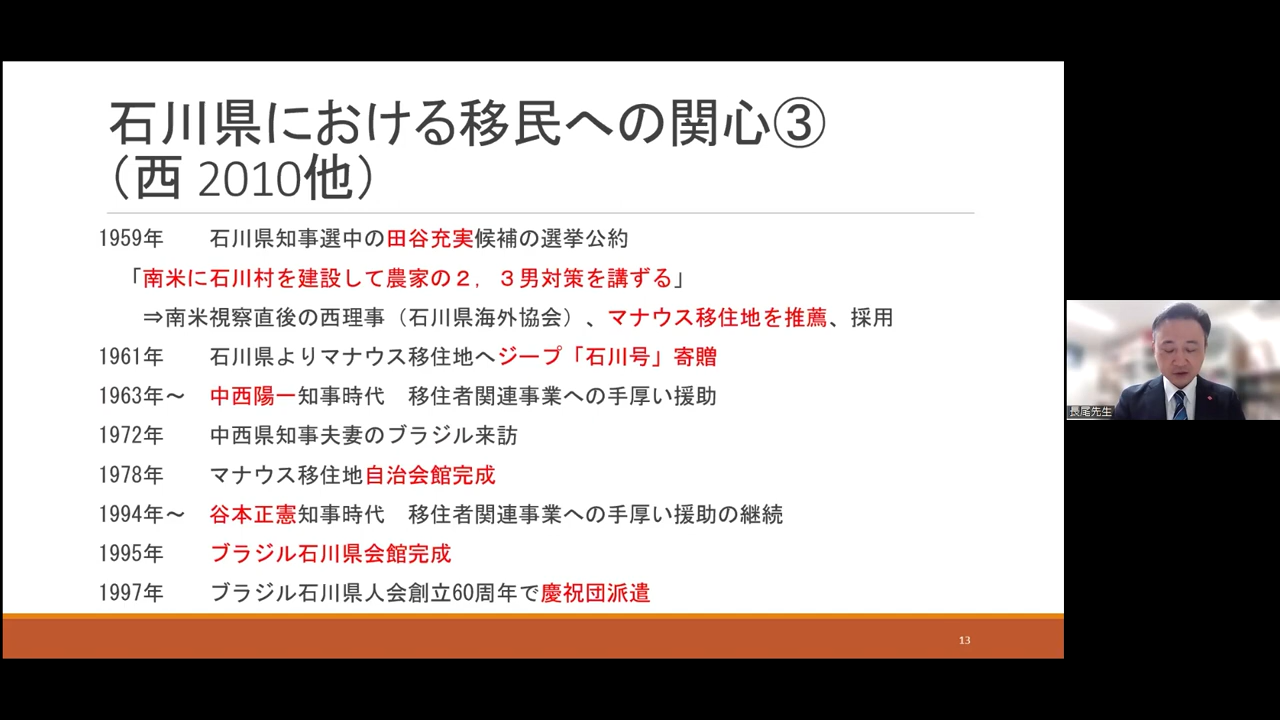 石川県における移民への関心③
（西 2010他）
1959年　　石川県知事選中の田谷充実候補の選挙公約
「南米に石川村を建設して農家の２，３男対策を講ずる」
⇒南米視察直後の西理事（石川県海外協会）、マナウス移住地を推薦、採用
1961年　　石川県よりマナウス移住地へジープ「石川号」寄贈
1963年～　中西陽一知事時代　移住者関連事業への手厚い援助
1972年　　中西県知事夫妻のブラジル来訪
1978年　　マナウス移住地自治会館完成
1994年～　谷本正憲知事時代　移住者関連事業への手厚い援助の継続
1995年　　ブラジル石川県会館完成
1997年　　ブラジル石川県人会創立60周年で慶祝団派遣
13
長尾先生